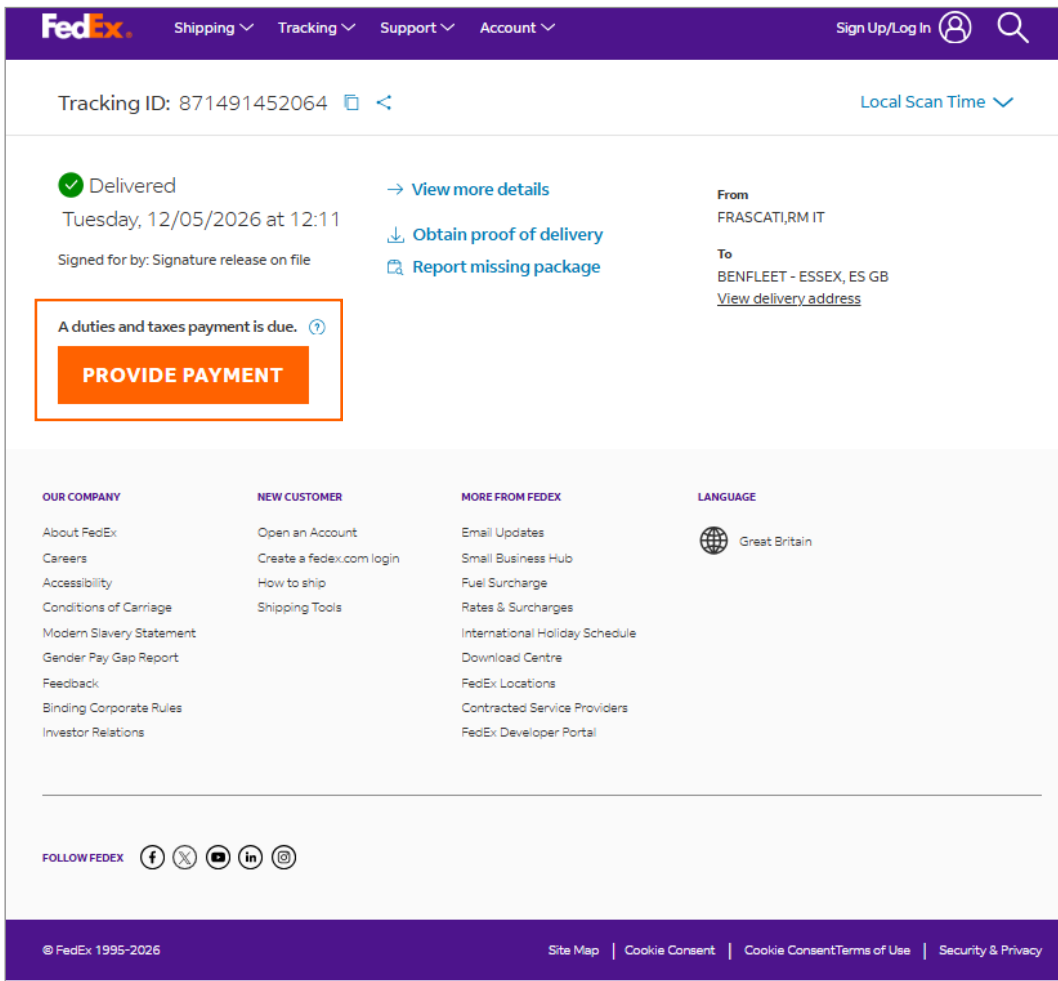 FedEx. Shipping Tracking Support Account Sign Up/Log In
Tracking ID: 871491452064
Local Scan Time
Delivered
Tuesday, 12/05/2026 at 12:11
Signed for by: Signature release on file
A duties and taxes payment is due.
PROVIDE PAYMENT
View more details
Obtain proof of delivery
Report missing package
From
FRASCATI,RM IT
To
BENFLEET - ESSEX, ES GB
View delivery address
OUR COMPANY
About FedEx
Careers
Accessibility
Conditions of Carriage
Modern Slavery Statement
Gender Pay Gap Report
Feedback
Binding Corporate Rules
Investor Relations
NEW CUSTOMER
Open an Account
Create a fedex.com login
How to ship
Shipping Tools
MORE FROM FEDEX
Email Updates
Small Business Hub
Fuel Surcharge
Rates & Surcharges
International Holiday Schedule
Download Centre
FedEx Locations
Contracted Service Providers
FedEx Developer Portal
LANGUAGE
Great Britain
FOLLOW FEDEX
© FedEx 1995-2026
Site Map | Cookie Consent | Cookie ConsentTerms of Use | Security & Privacy